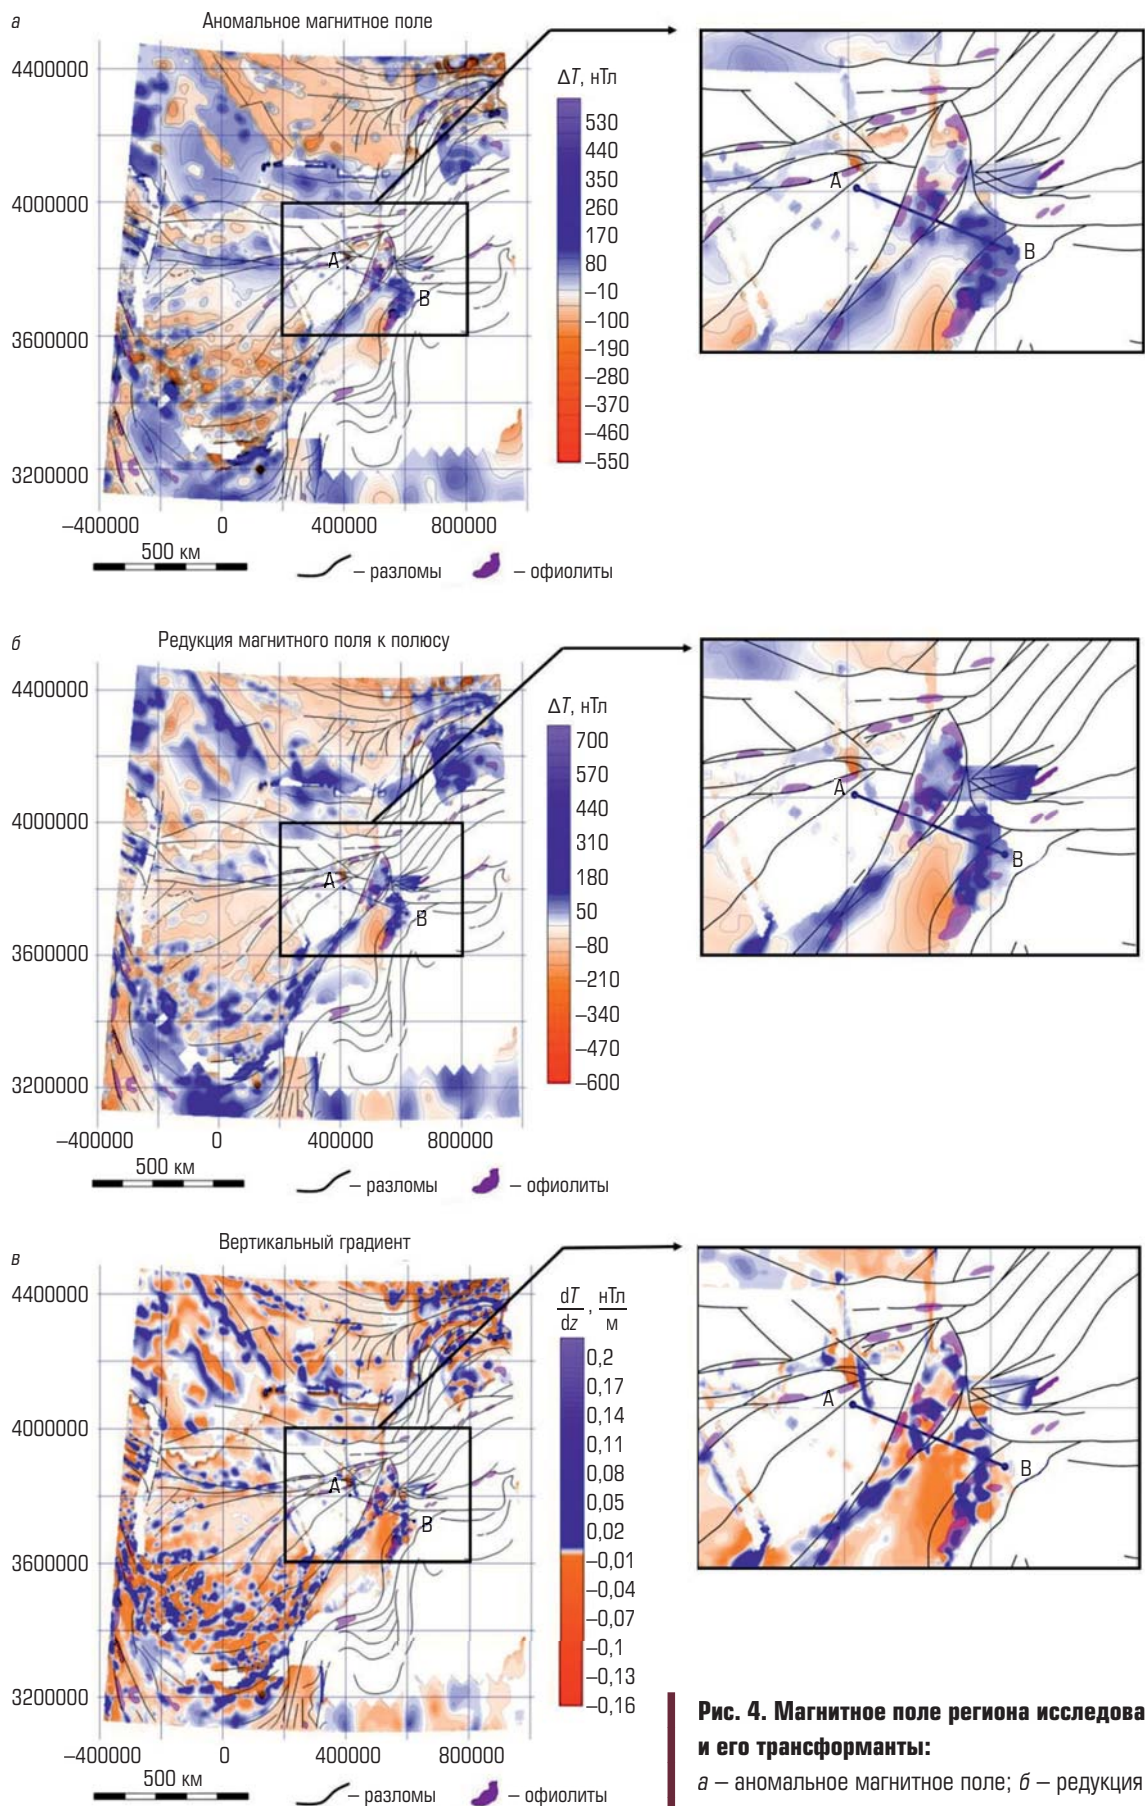 а
Аномальное магнитное поле
4400000
4000000
3600000
3200000
–400000 0 400000 800000
A
B
ΔT, нТл
530
440
350
260
170
80
–10
–100
–190
–280
–370
–460
–550
A
B
500 км
– разломы
– офиолиты
б
Редукция магнитного поля к полюсу
4400000
4000000
3600000
3200000
–400000 0 400000 800000
A
B
ΔT, нТл
700
570
440
310
180
50
–80
–210
–340
–470
–600
A
B
500 км
– разломы
– офиолиты
в
Вертикальный градиент
4400000
4000000
3600000
3200000
–400000 0 400000 800000
A
B
dT/dz, нТл/м
0,2
0,17
0,14
0,11
0,08
0,05
0,02
–0,01
–0,04
–0,07
–0,1
–0,13
–0,16
A
B
500 км
– разломы
– офиолиты
Рис. 4. Магнитное поле региона исследова
и его трансформанты:
а – аномальное магнитное поле; б – редукция